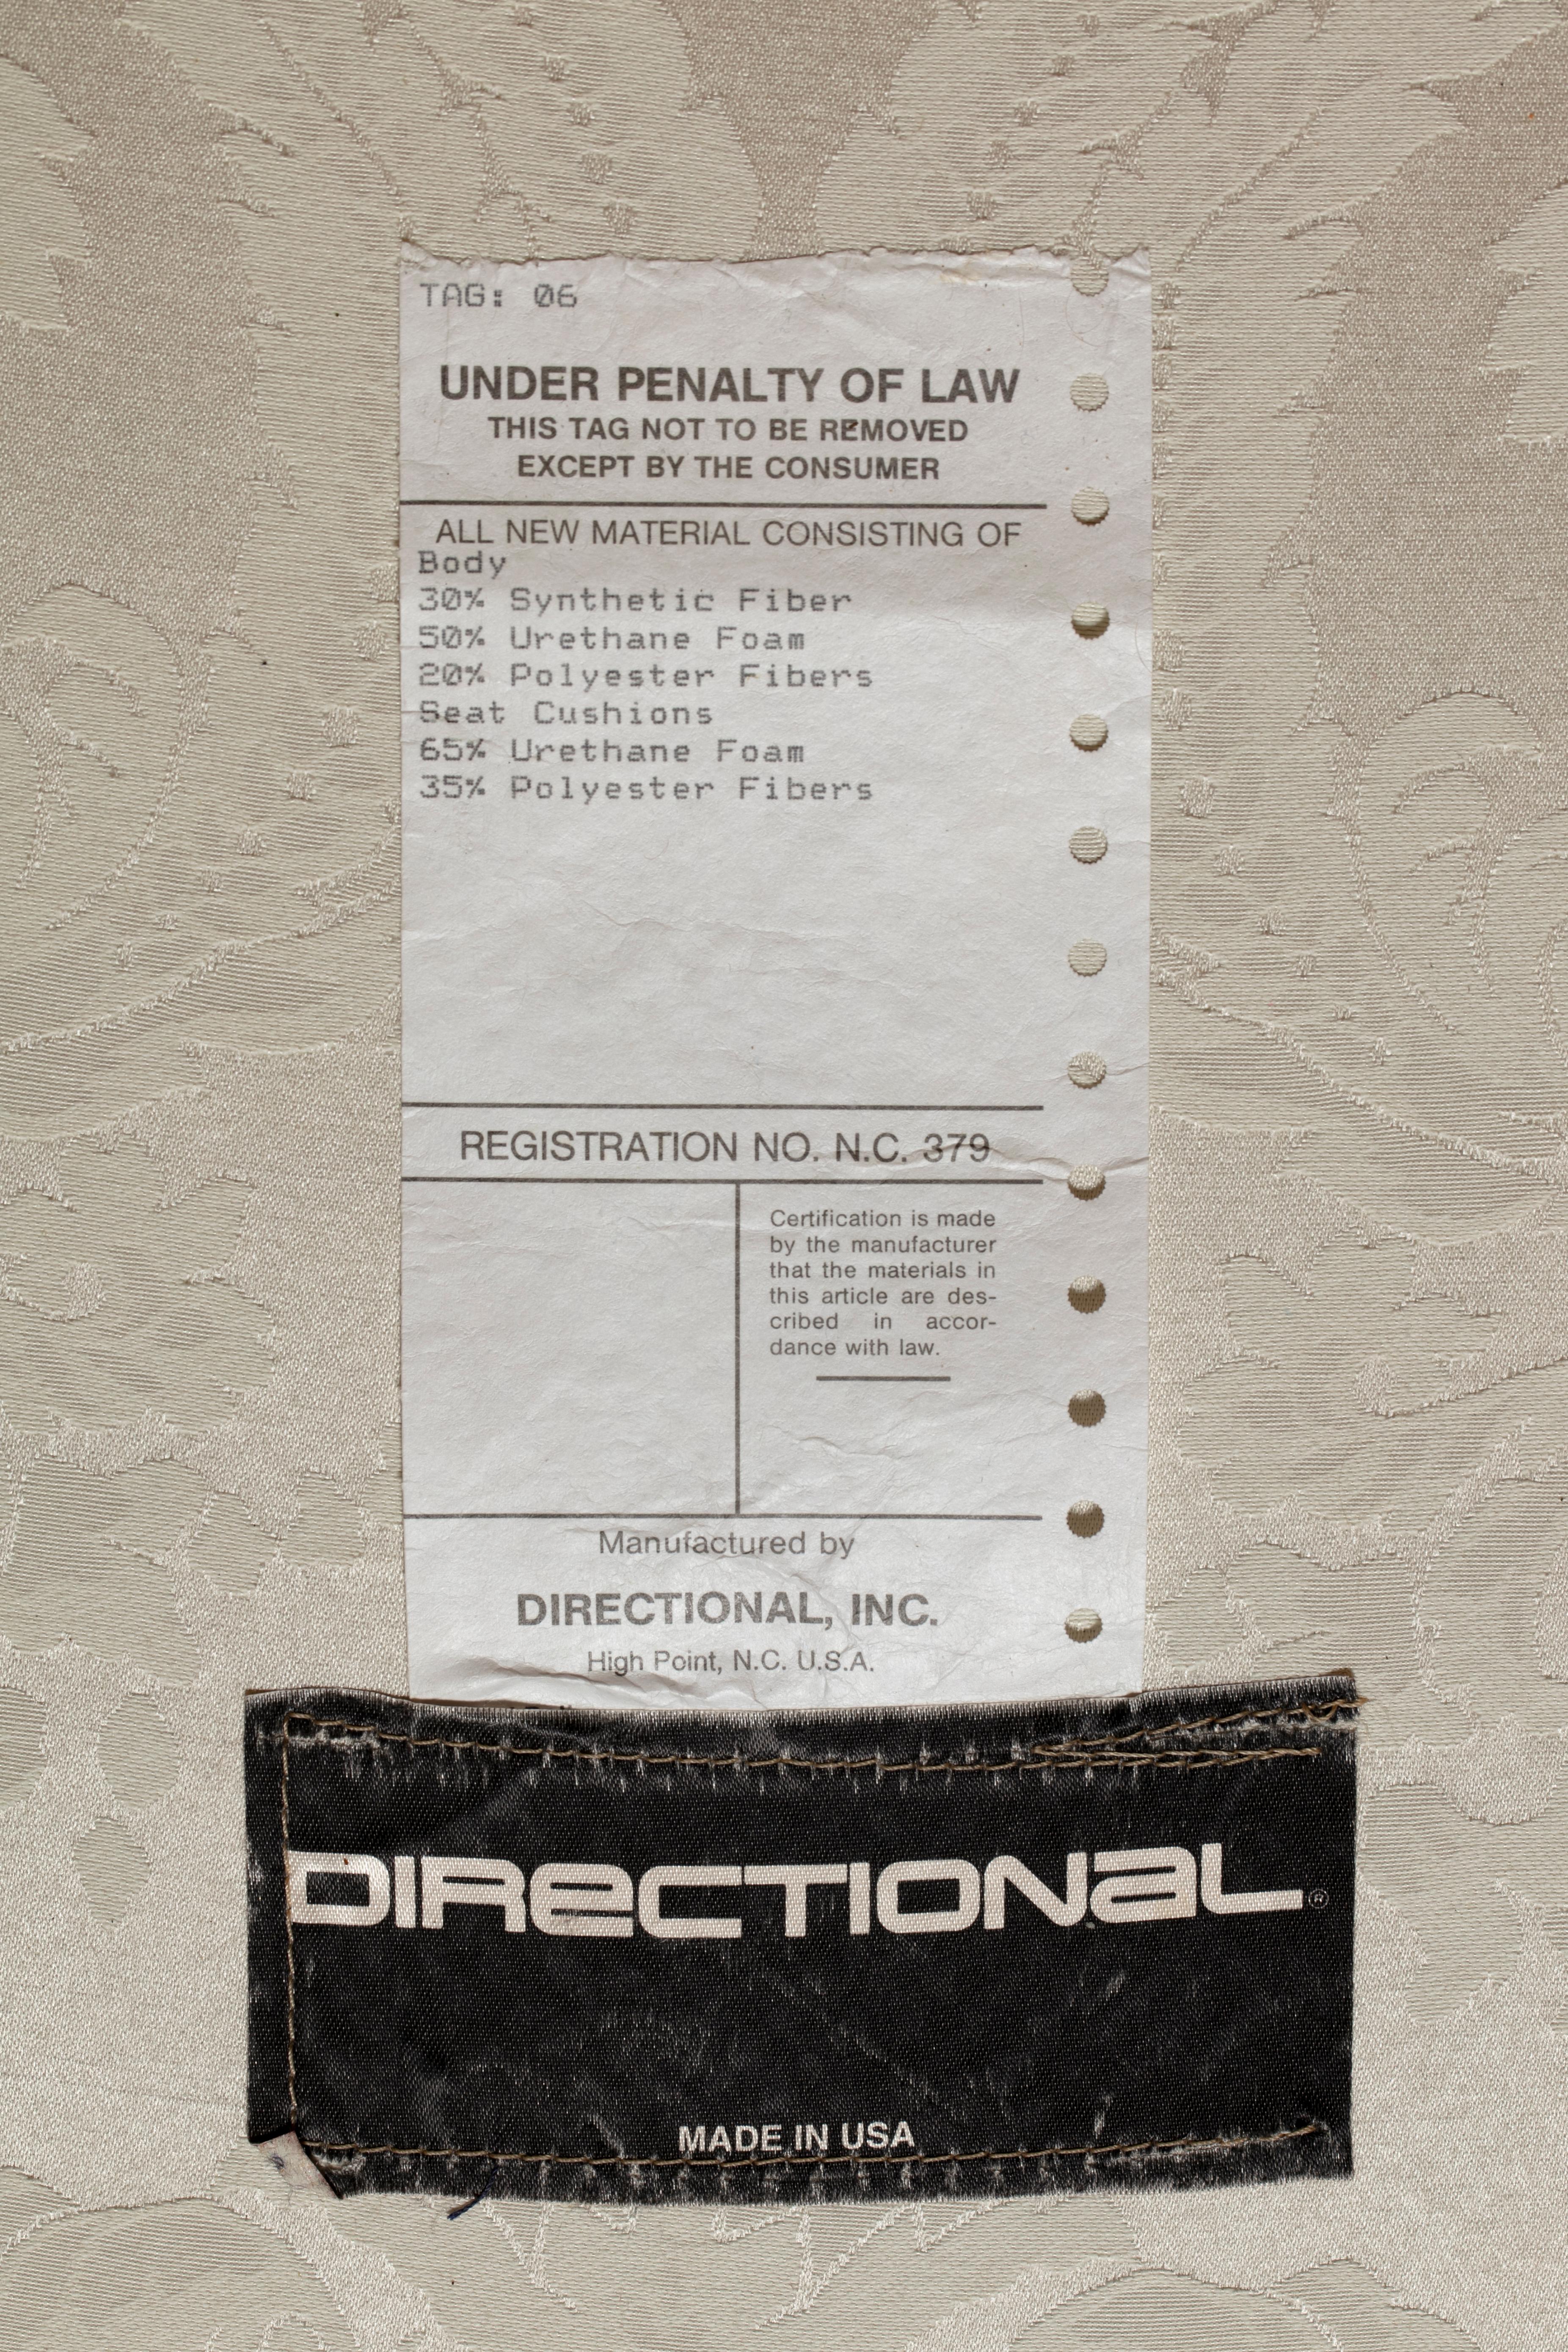 TAG: 06
UNDER PENALTY OF LAW
THIS TAG NOT TO BE REMOVED
EXCEPT BY THE CONSUMER
ALL NEW MATERIAL CONSISTING OF
Body
30% Synthetic Fiber
50% Urethane Foam
20% Polyester Fibers
Seat Cushions
65% Urethane Foam
35% Polyester Fibers
REGISTRATION NO. N.C. 379
Certification is made
by the manufacturer
that the materials in
this article are des-
cribed in accor-
dance with law.
Manufactured by
DIRECTIONAL, INC.
High Point, N.C. U.S.A.
DIRECTIONAL®
MADE IN USA